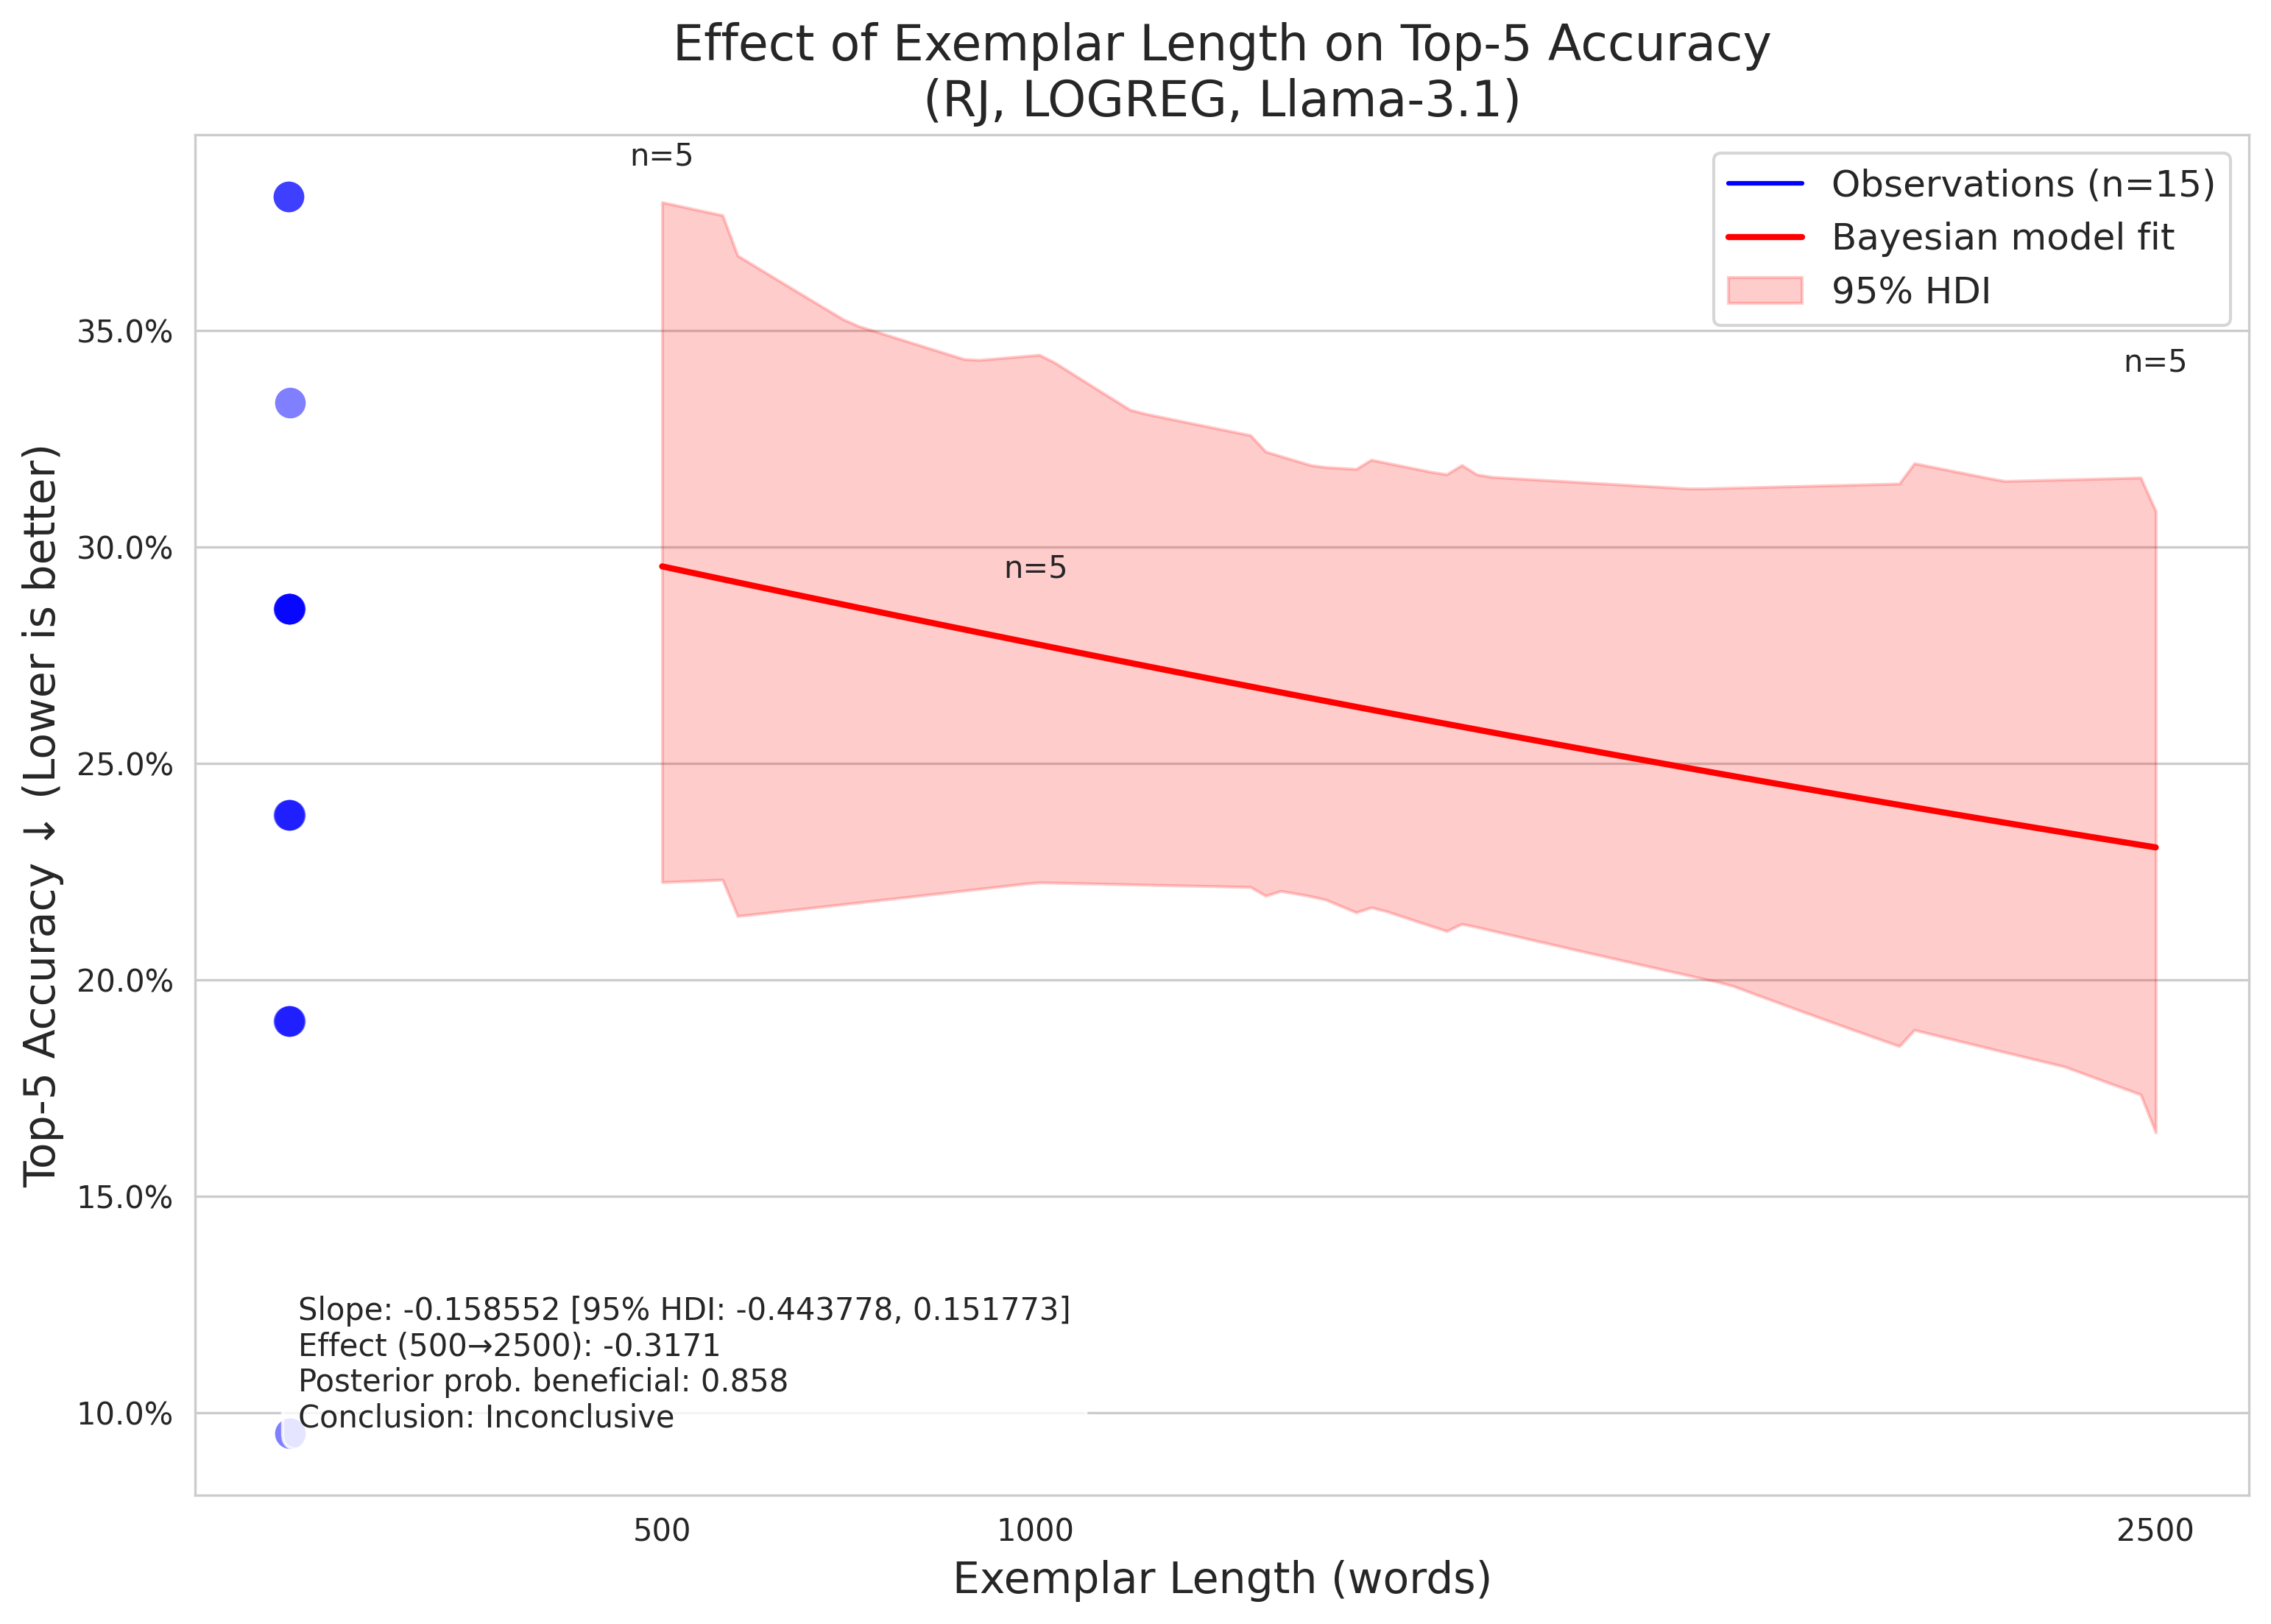 Effect of Exemplar Length on Top-5 Accuracy
(RJ, LOGREG, Llama-3.1)
n=5
Observations (n=15)
Bayesian model fit
95% HDI
n=5
n=5
35.0%
30.0%
25.0%
20.0%
15.0%
10.0%
Top-5 Accuracy ↓ (Lower is better)
Slope: -0.158552 [95% HDI: -0.443778, 0.151773]
Effect (500→2500): -0.3171
Posterior prob. beneficial: 0.858
Conclusion: Inconclusive
500
1000
2500
Exemplar Length (words)